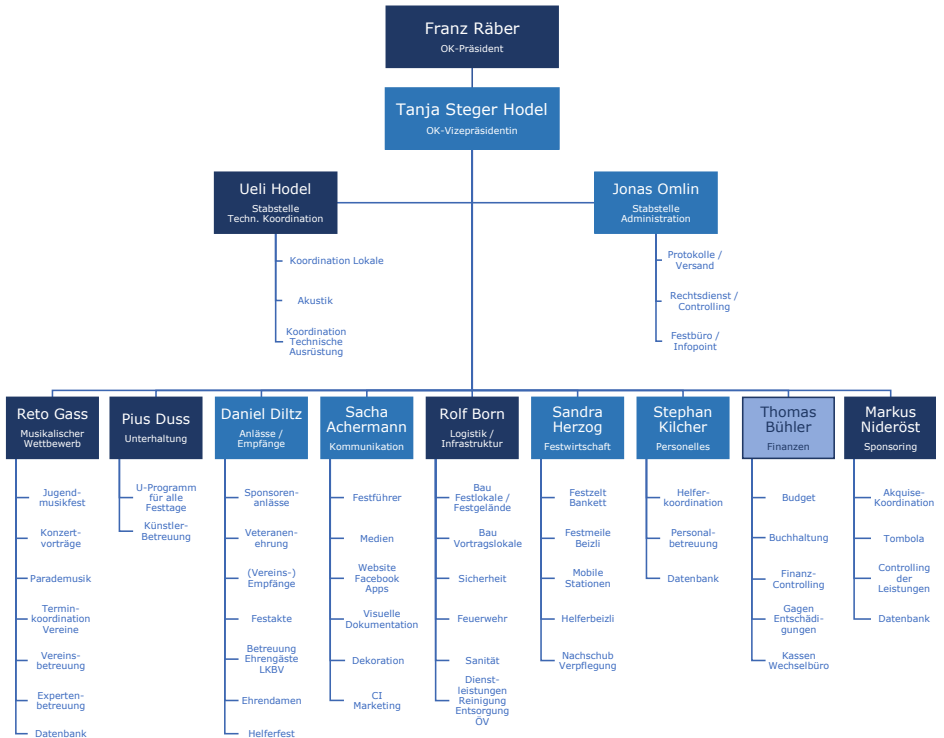 Franz Räber
OK-Präsident
Tanja Steger Hodel
OK-Vizepräsidentin
Ueli Hodel
Stabstelle
Techn. Koordination
Koordination Lokale
Akustik
Koordination
Technische
Ausrüstung
Jonas Omlin
Stabstelle
Administration
Protokolle /
Versand
Rechtsdienst /
Controlling
Festbüro /
Infopoint
Reto Gass
Musikalischer
Wettbewerb
Jugend-
musikfest
Konzert-
vorträge
Parademusik
Termin-
koordination
Vereine
Vereins-
betreuung
Experten-
betreuung
Datenbank
Pius Duss
Unterhaltung
U-Programm
für alle
Festtage
Künstler-
Betreuung
Daniel Diltz
Anlässe /
Empfänge
Sponsoren-
anlässe
Veteranen-
ehrung
(Vereins-)
Empfänge
Festakte
Betreuung
Ehrengäste
LKBV
Ehrendamen
Helferfest
Sacha
Achermann
Kommunikation
Festführer
Medien
Website
Facebook
Apps
Visuelle
Dokumentation
Dekoration
CI
Marketing
Rolf Born
Logistik /
Infrastruktur
Bau
Festlokale /
Festgelände
Bau
Vortragslokale
Sicherheit
Feuerwehr
Sanität
Dienst-
leistungen
Reinigung
Entsorgung
ÖV
Sandra
Herzog
Festwirtschaft
Festzelt
Bankett
Festmeile
Beizli
Mobile
Stationen
Helferbeizli
Nachschub
Verpflegung
Stephan
Kilcher
Personelles
Helfer-
koordination
Personal-
betreuung
Datenbank
Thomas
Bühler
Finanzen
Budget
Buchhaltung
Finanz-
Controlling
Gagen
Entschädi-
gungen
Kassen
Wechselbüro
Markus
Nideröst
Sponsoring
Akquise-
Koordination
Tombola
Controlling
der
Leistungen
Datenbank